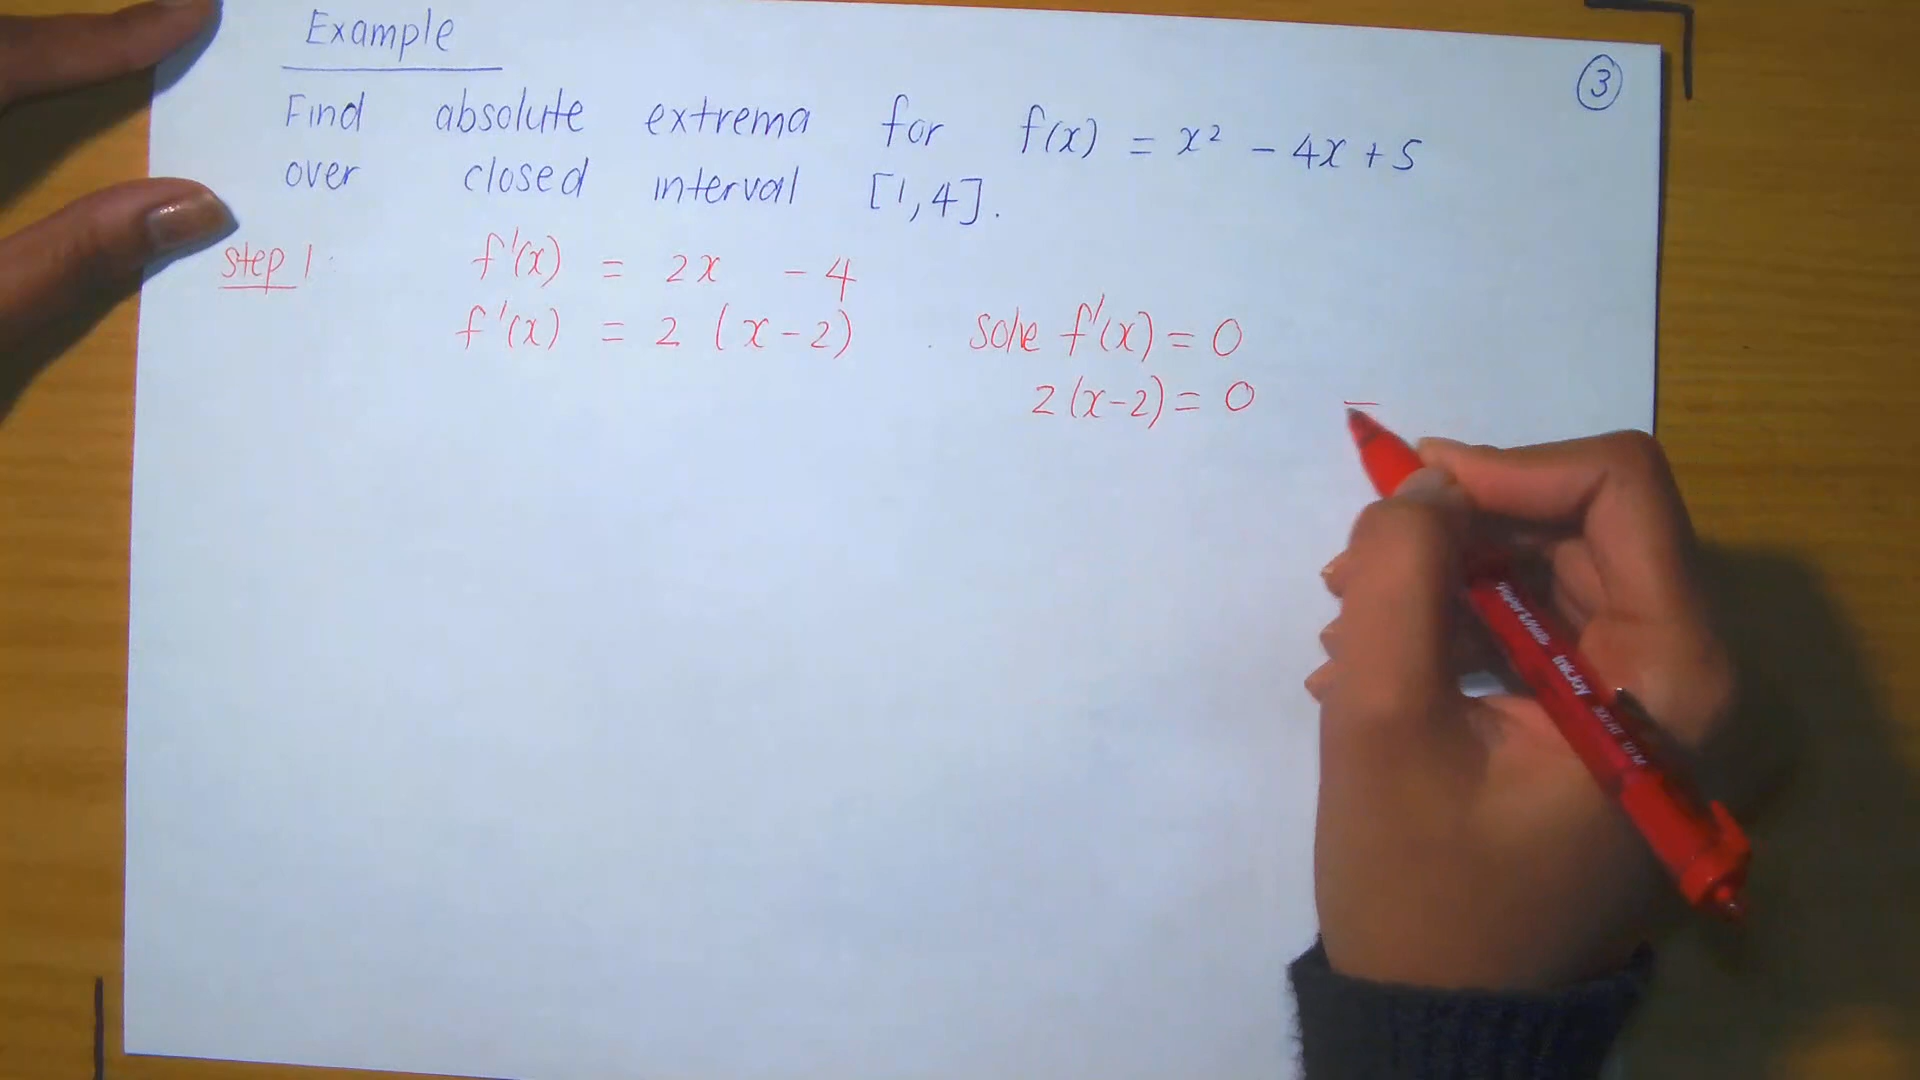 Example
③
Find absolute extrema for f(x) = x² - 4x + 5
over closed interval [1,4].
step 1: f'(x) = 2x - 4
f'(x) = 2 (x-2) . solve f'(x) = 0
2(x-2) = 0
InkJoy